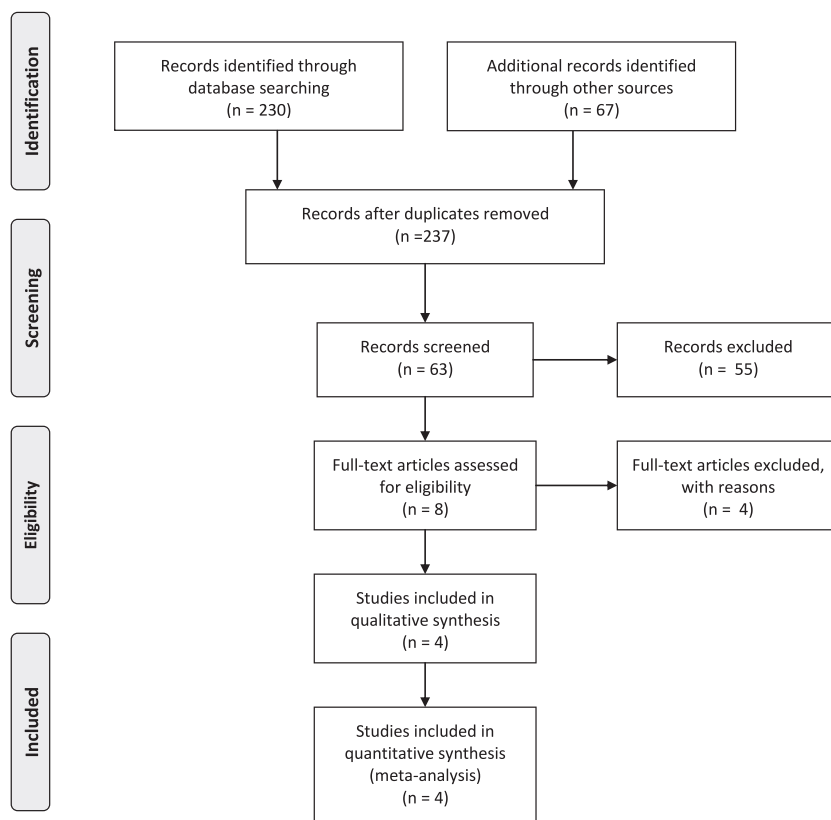 Identification
Records identified through
database searching
(n = 230)
Additional records identified
through other sources
(n = 67)
Records after duplicates removed
(n =237)
Screening
Records screened
(n = 63)
Records excluded
(n =  55)
Eligibility
Full-text articles assessed
for eligibility
(n = 8)
Full-text articles excluded,
with reasons
(n =  4)
Studies included in
qualitative synthesis
(n = 4)
Included
Studies included in
quantitative synthesis
(meta-analysis)
(n = 4)